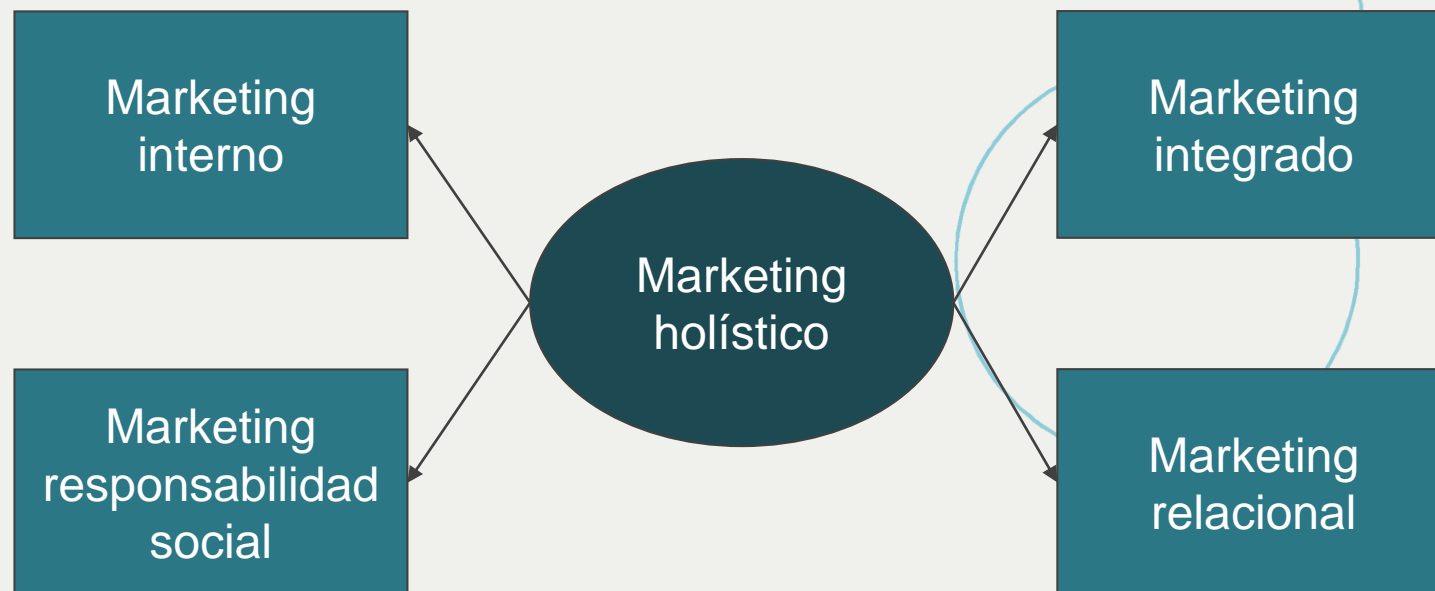 Marketing
interno
Marketing
integrado
Marketing
holístico
Marketing
responsabilidad
social
Marketing
relacional